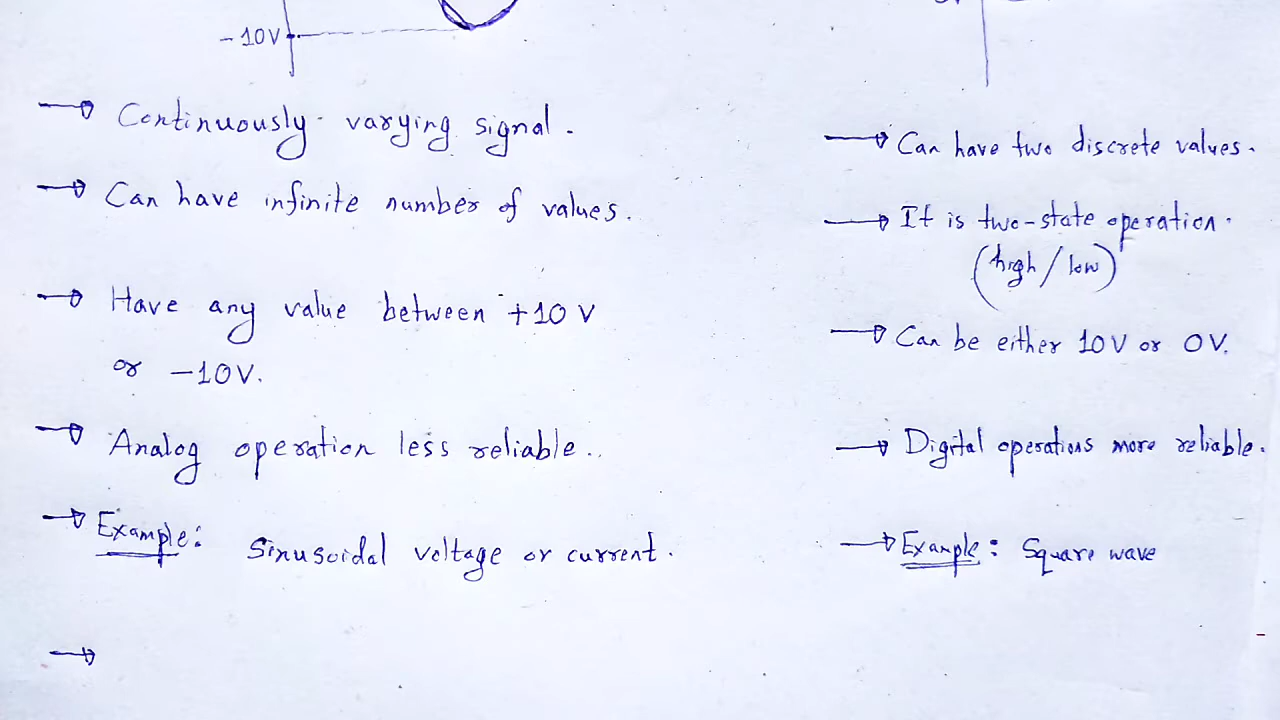 -10V
→ Continuously varying signal.
→ Can have infinite number of values.
→ Have any value between +10 V
or -10V.
→ Analog operation less reliable..
→ Example: Sinusoidal voltage or current.
→
→ Can have two discrete values.
→ It is two-state operation.
(high / low)
→ Can be either 10V or 0V.
→ Digital operations more reliable.
→ Example: Square wave